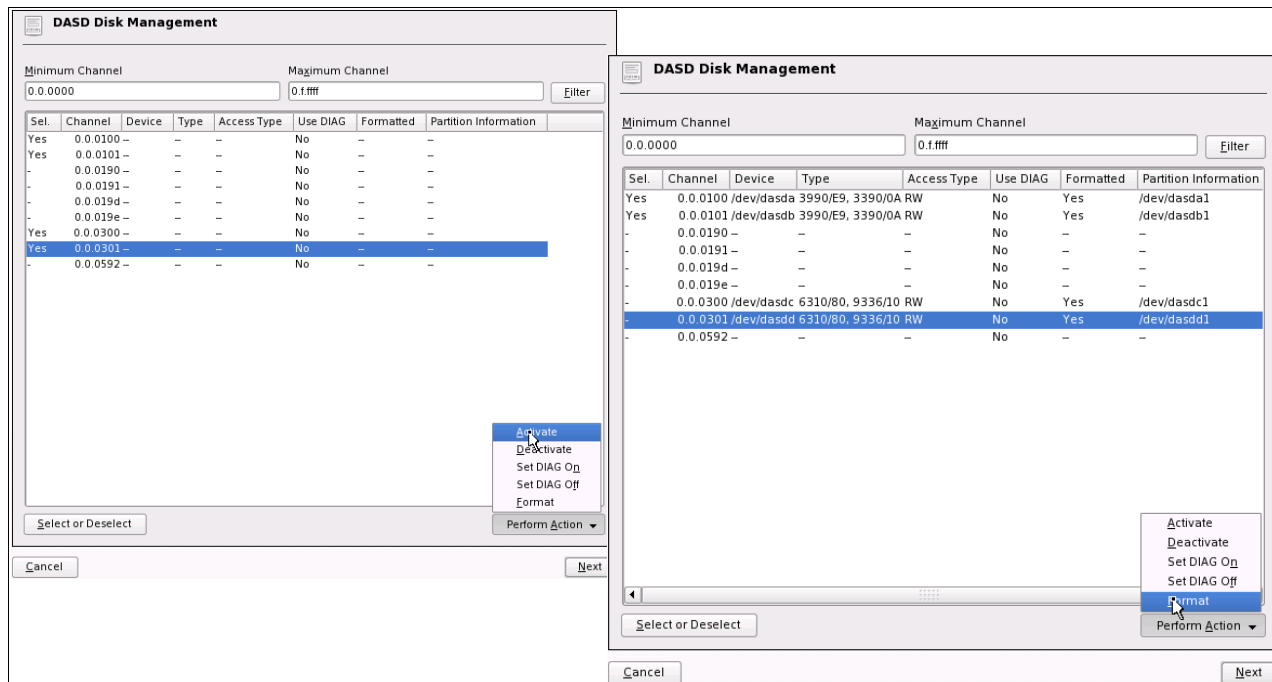 DASD Disk Management
Minimum Channel Maximum Channel
0.0.0000 0.f.ffff Filter
Sel. Channel Device Type Access Type Use DIAG Formatted Partition Information
Yes 0.0.0100 -- -- -- No -- --
Yes 0.0.0101 -- -- -- No -- --
- 0.0.0190 -- -- -- No -- --
- 0.0.0191 -- -- -- No -- --
- 0.0.019d -- -- -- No -- --
- 0.0.019e -- -- -- No -- --
Yes 0.0.0300 -- -- -- No -- --
Yes 0.0.0301 -- -- -- No -- --
- 0.0.0592 -- -- -- No -- --
Activate
Deactivate
Set DIAG On
Set DIAG Off
Format
Select or Deselect Perform Action
Cancel Next
DASD Disk Management
Minimum Channel Maximum Channel
0.0.0000 0.f.ffff Filter
Sel. Channel Device Type Access Type Use DIAG Formatted Partition Information
Yes 0.0.0100 /dev/dasda 3990/E9, 3390/0A RW No Yes /dev/dasda1
Yes 0.0.0101 /dev/dasdb 3990/E9, 3390/0A RW No Yes /dev/dasdb1
- 0.0.0190 -- -- -- No -- --
- 0.0.0191 -- -- -- No -- --
- 0.0.019d -- -- -- No -- --
- 0.0.019e -- -- -- No -- --
- 0.0.0300 /dev/dasdc 6310/80, 9336/10 RW No Yes /dev/dasdc1
- 0.0.0301 /dev/dasdd 6310/80, 9336/10 RW No Yes /dev/dasdd1
- 0.0.0592 -- -- -- No -- --
Activate
Deactivate
Set DIAG On
Set DIAG Off
Format
Select or Deselect Perform Action
Cancel Next